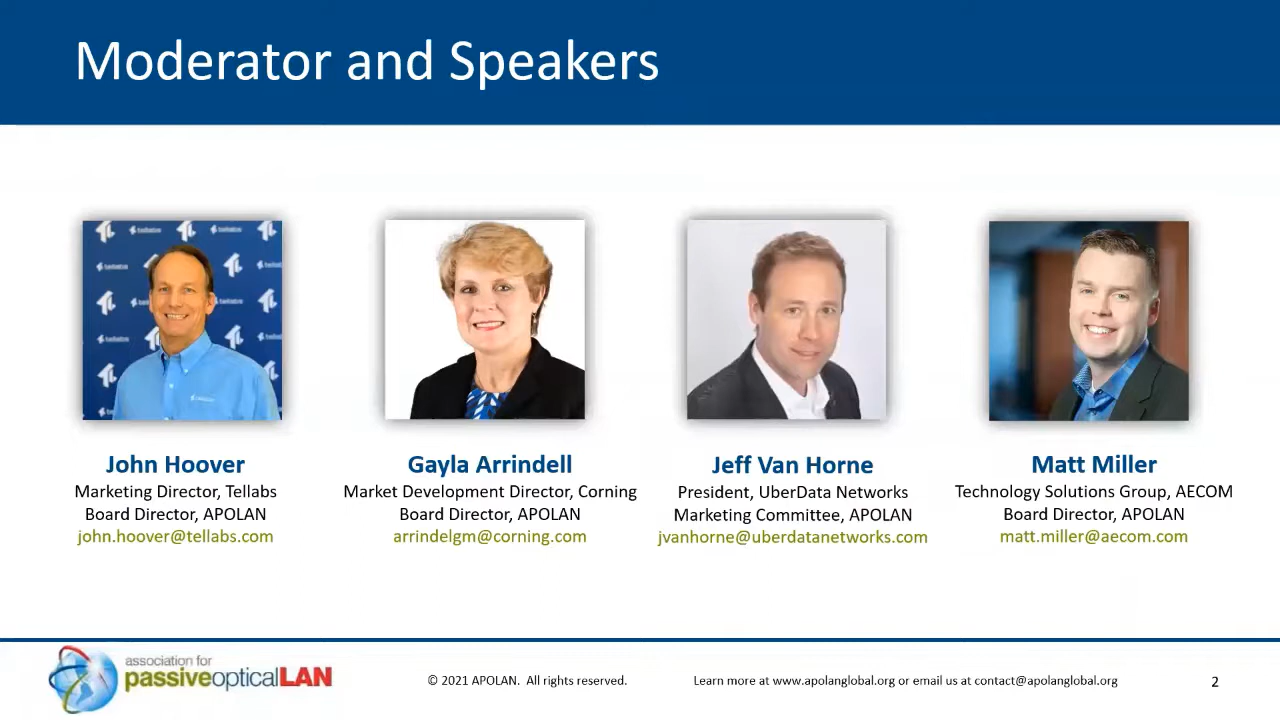 Moderator and Speakers
John Hoover
Marketing Director, Tellabs
Board Director, APOLAN
john.hoover@tellabs.com
Gayla Arrindell
Market Development Director, Corning
Board Director, APOLAN
arrindelgm@corning.com
Jeff Van Horne
President, UberData Networks
Marketing Committee, APOLAN
jvanhorne@uberdatanetworks.com
Matt Miller
Technology Solutions Group, AECOM
Board Director, APOLAN
matt.miller@aecom.com
association for
passiveopticalLAN
© 2021 APOLAN. All rights reserved.
Learn more at www.apolanglobal.org or email us at contact@apolanglobal.org
2